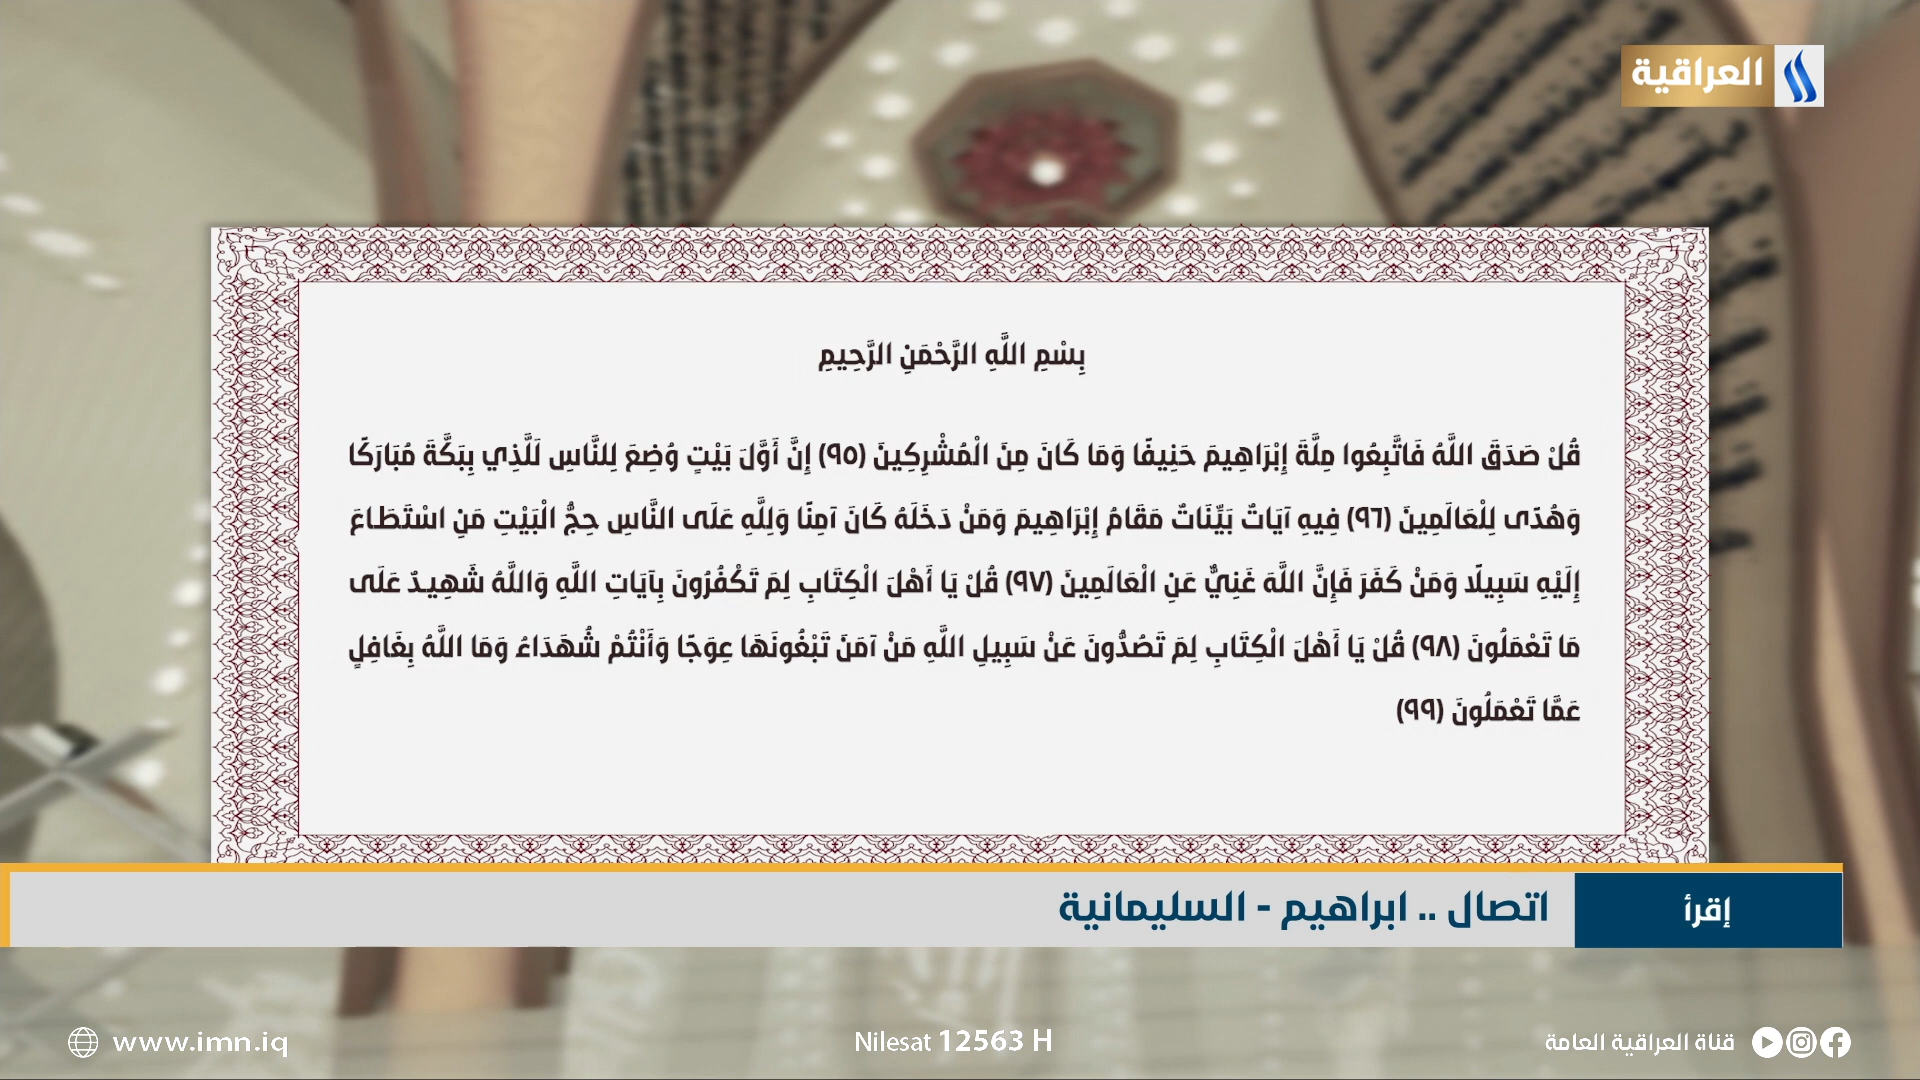 العراقية
بِسْمِ اللَّهِ الرَّحْمَنِ الرَّحِيمِ
قُلْ صَدَقَ اللَّهُ فَاتَّبِعُوا مِلَّةَ إِبْرَاهِيمَ حَنِيفًا وَمَا كَانَ مِنَ الْمُشْرِكِينَ (٩٥) إِنَّ أَوَّلَ بَيْتٍ وُضِعَ لِلنَّاسِ لَلَّذِي بِبَكَّةَ مُبَارَكًا
وَهُدًى لِلْعَالَمِينَ (٩٦) فِيهِ آيَاتٌ بَيِّنَاتٌ مَقَامُ إِبْرَاهِيمَ وَمَنْ دَخَلَهُ كَانَ آمِنًا وَلِلَّهِ عَلَى النَّاسِ حِجُّ الْبَيْتِ مَنِ اسْتَطَاعَ
إِلَيْهِ سَبِيلًا وَمَنْ كَفَرَ فَإِنَّ اللَّهَ غَنِيٌّ عَنِ الْعَالَمِينَ (٩٧) قُلْ يَا أَهْلَ الْكِتَابِ لِمَ تَكْفُرُونَ بِآيَاتِ اللَّهِ وَاللَّهُ شَهِيدٌ عَلَى
مَا تَعْمَلُونَ (٩٨) قُلْ يَا أَهْلَ الْكِتَابِ لِمَ تَصُدُّونَ عَنْ سَبِيلِ اللَّهِ مَنْ آمَنَ تَبْغُونَهَا عِوَجًا وَأَنْتُمْ شُهَدَاءُ وَمَا اللَّهُ بِغَافِلٍ
عَمَّا تَعْمَلُونَ (٩٩)
إقرأ
اتصال .. ابراهيم - السليمانية
قناة العراقية العامة
Nilesat 12563 H
www.imn.iq